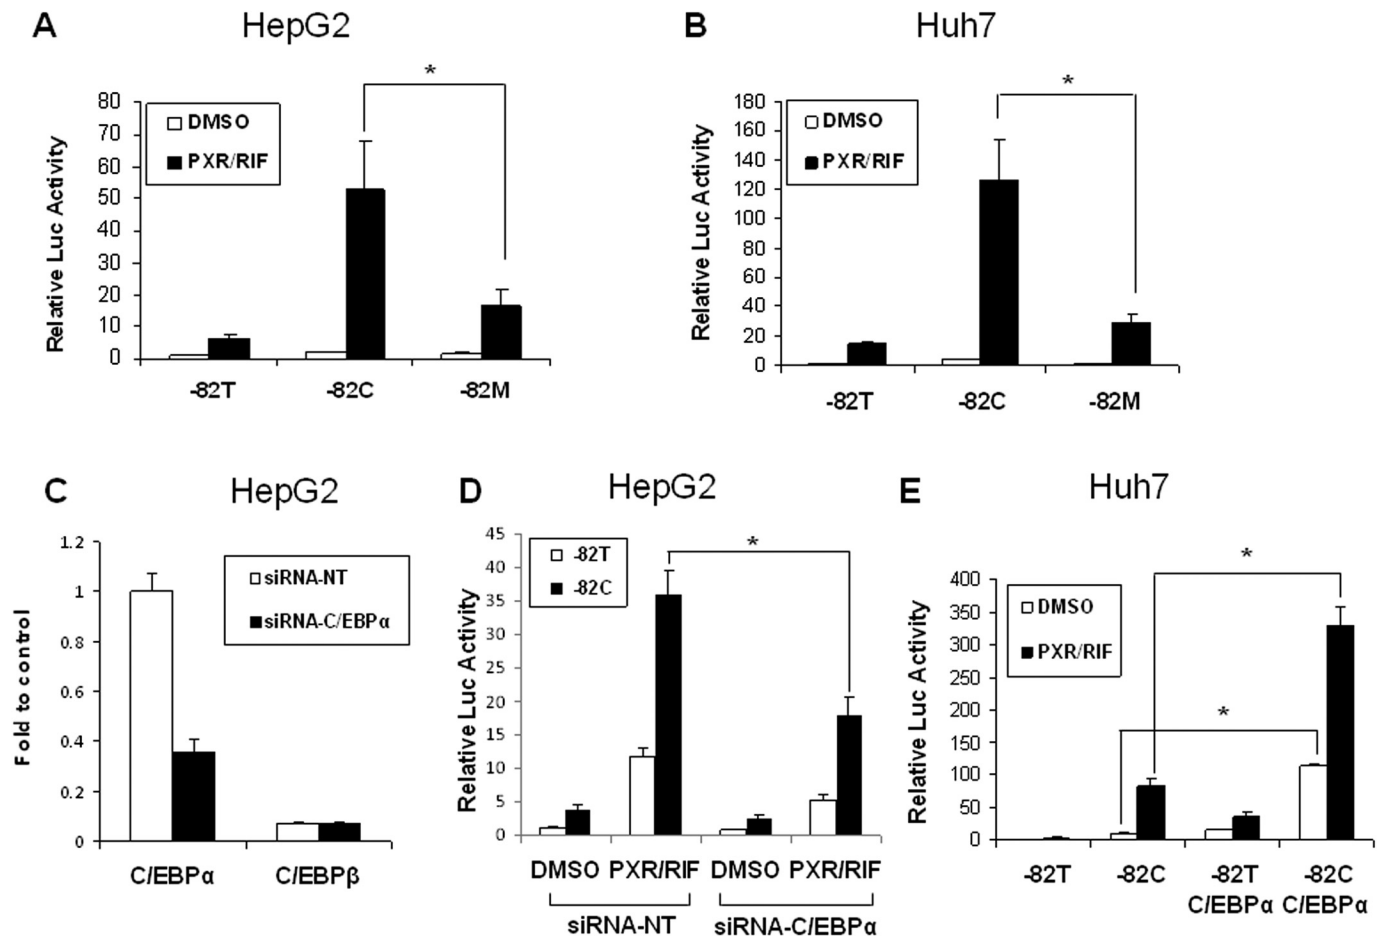 A HepG2
*
80
70
60
50
40
30
20
10
0
Relative Luc Activity
DMSO
PXR/RIF
-82T -82C -82M
B Huh7
*
180
160
140
120
100
80
60
40
20
0
Relative Luc Activity
DMSO
PXR/RIF
-82T -82C -82M
C HepG2
1.2
1
0.8
0.6
0.4
0.2
0
Fold to control
siRNA-NT
siRNA-C/EBPα
C/EBPα C/EBPβ
D HepG2
*
45
40
35
30
25
20
15
10
5
0
Relative Luc Activity
-82T
-82C
DMSO PXR/RIF DMSO PXR/RIF
siRNA-NT siRNA-C/EBPα
E Huh7
*
*
400
350
300
250
200
150
100
50
0
Relative Luc Activity
DMSO
PXR/RIF
-82T -82C -82T -82C
C/EBPα C/EBPα